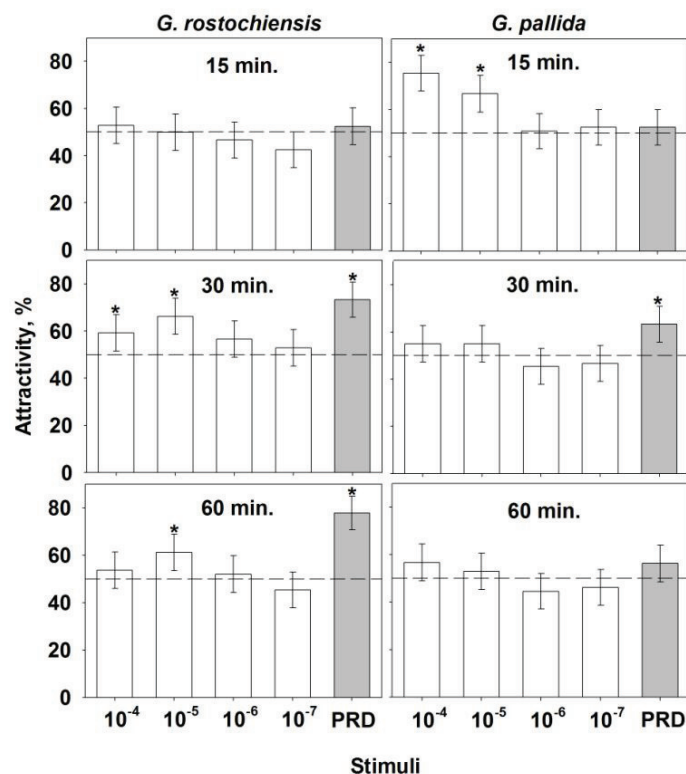 G. rostochiensis G. pallida
15 min. 15 min.
* *
80
60
40
20
0
30 min. 30 min.
* * * *
80
60
40
20
0
60 min. 60 min.
* *
80
60
40
20
0
Attractivity, %
10⁻⁴ 10⁻⁵ 10⁻⁶ 10⁻⁷ PRD 10⁻⁴ 10⁻⁵ 10⁻⁶ 10⁻⁷ PRD
Stimuli